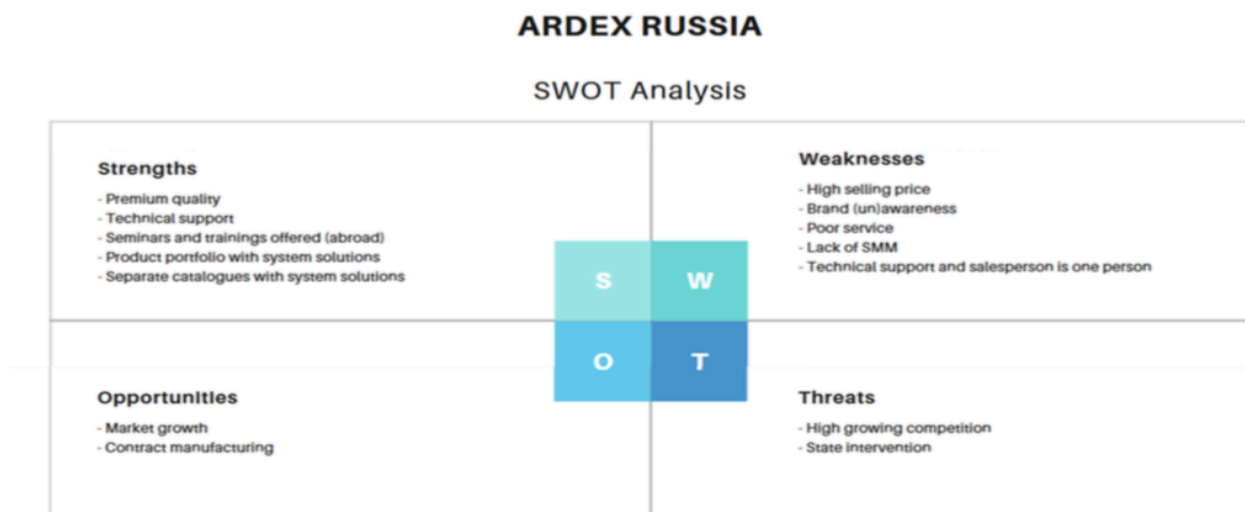 ARDEX RUSSIA
SWOT Analysis
Strengths
- Premium quality
- Technical support
- Seminars and trainings offered (abroad)
- Product portfolio with system solutions
- Separate catalogues with system solutions
Weaknesses
- High selling price
- Brand (un)awareness
- Poor service
- Lack of SMM
- Technical support and salesperson is one person
S W
O T
Opportunities
- Market growth
- Contract manufacturing
Threats
- High growing competition
- State intervention